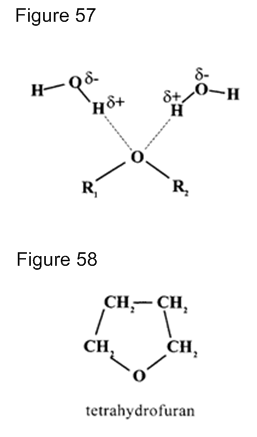 Figure 57
H—O δ- δ- O—H
H δ+ δ+ H
O
R₁ R₂
Figure 58
CH₂—CH₂
CH₂ CH₂
O
tetrahydrofuran